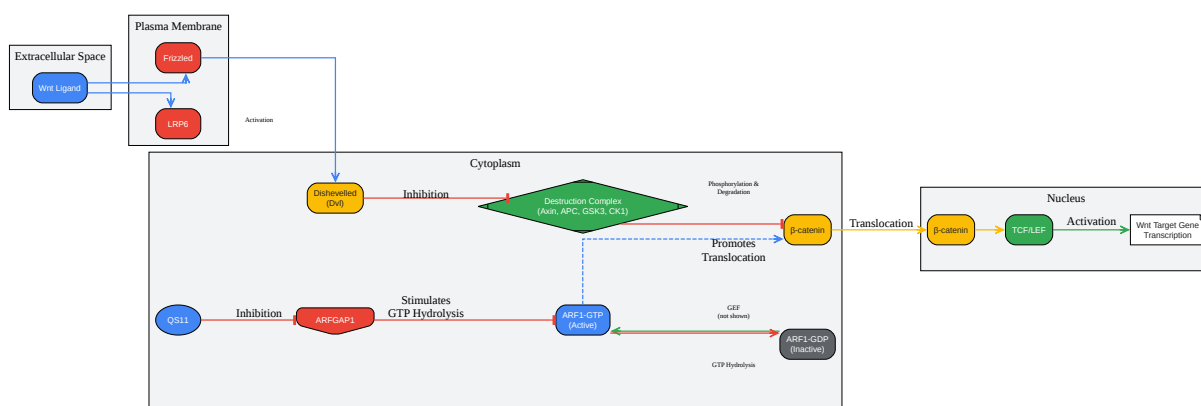 Plasma Membrane
Extracellular Space
Frizzled
Wnt Ligand
LRP6
Activation
Cytoplasm
Dishevelled
(Dvl)
Inhibition
Destruction Complex
(Axin, APC, GSK3, CK1)
Phosphorylation &
Degradation
β-catenin
Translocation
Nucleus
β-catenin
TCF/LEF
Activation
Wnt Target Gene
Transcription
Promotes
Translocation
QS11
Inhibition
ARFGAP1
Stimulates
GTP Hydrolysis
ARF1-GTP
(Active)
GEF
(not shown)
ARF1-GDP
(Inactive)
GTP Hydrolysis